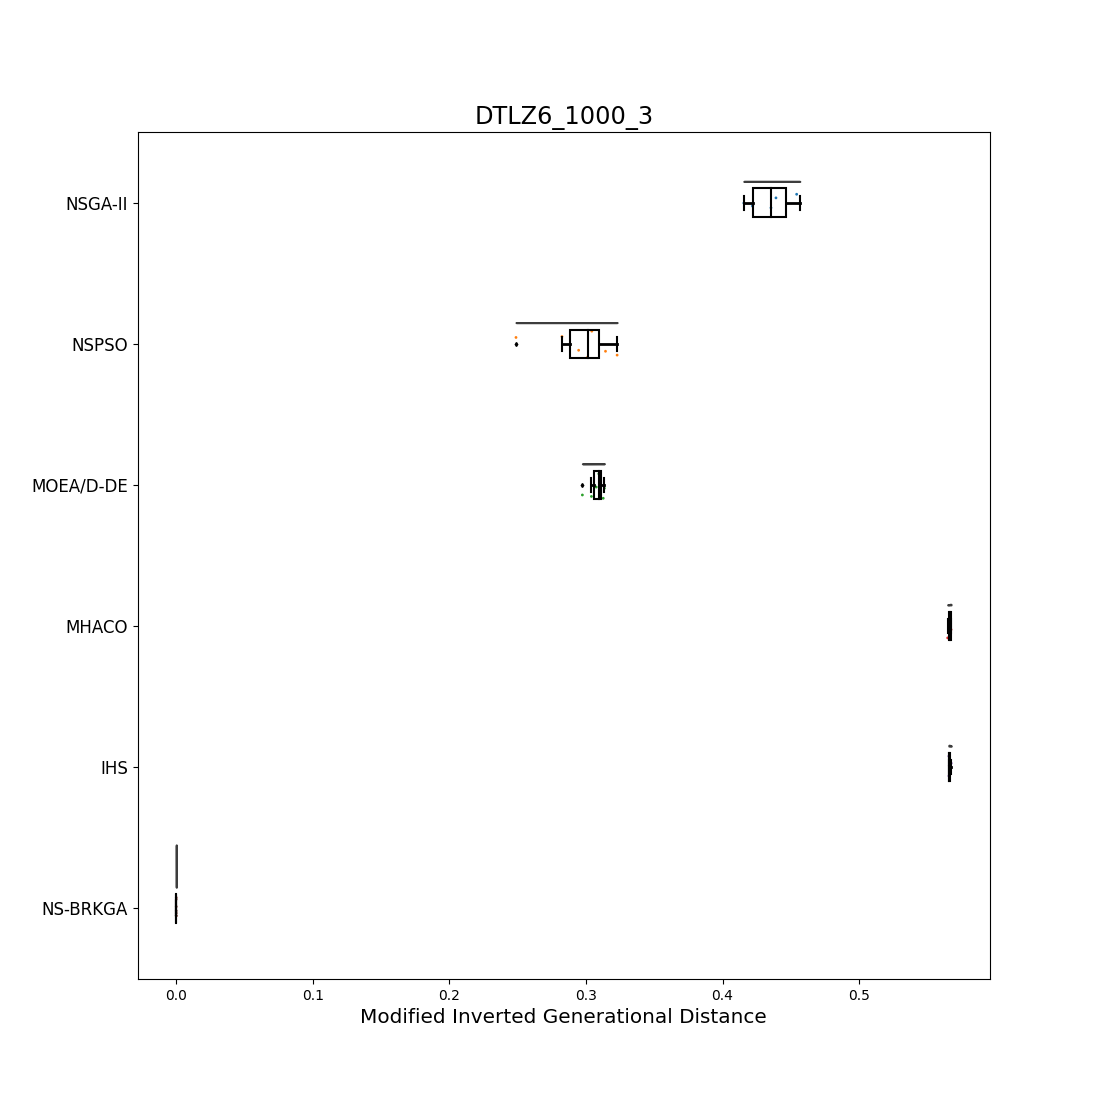 DTLZ6_1000_3
NSGA-II
NSPSO
MOEA/D-DE
MHACO
IHS
NS-BRKGA
0.0 0.1 0.2 0.3 0.4 0.5
Modified Inverted Generational Distance